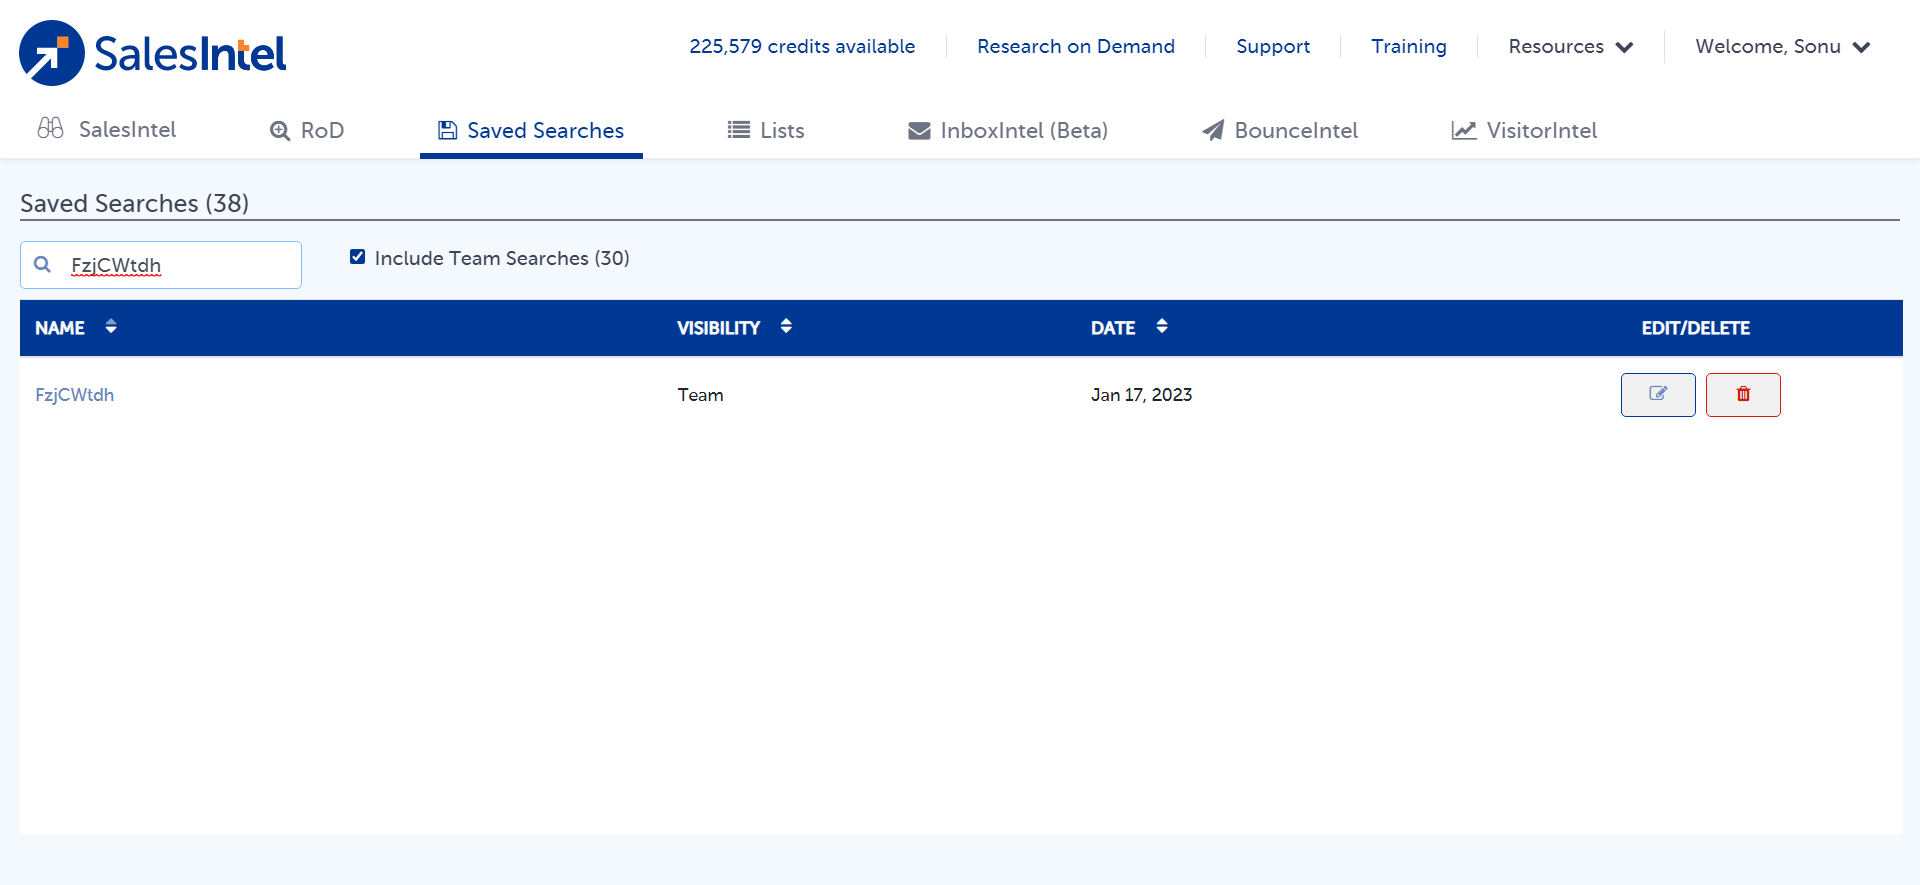 SalesIntel
225,579 credits available
Research on Demand
Support
Training
Resources
Welcome, Sonu
SalesIntel
RoD
Saved Searches
Lists
InboxIntel (Beta)
BounceIntel
VisitorIntel
Saved Searches (38)
FzjCWtdh
Include Team Searches (30)
NAME
VISIBILITY
DATE
EDIT/DELETE
FzjCWtdh
Team
Jan 17, 2023